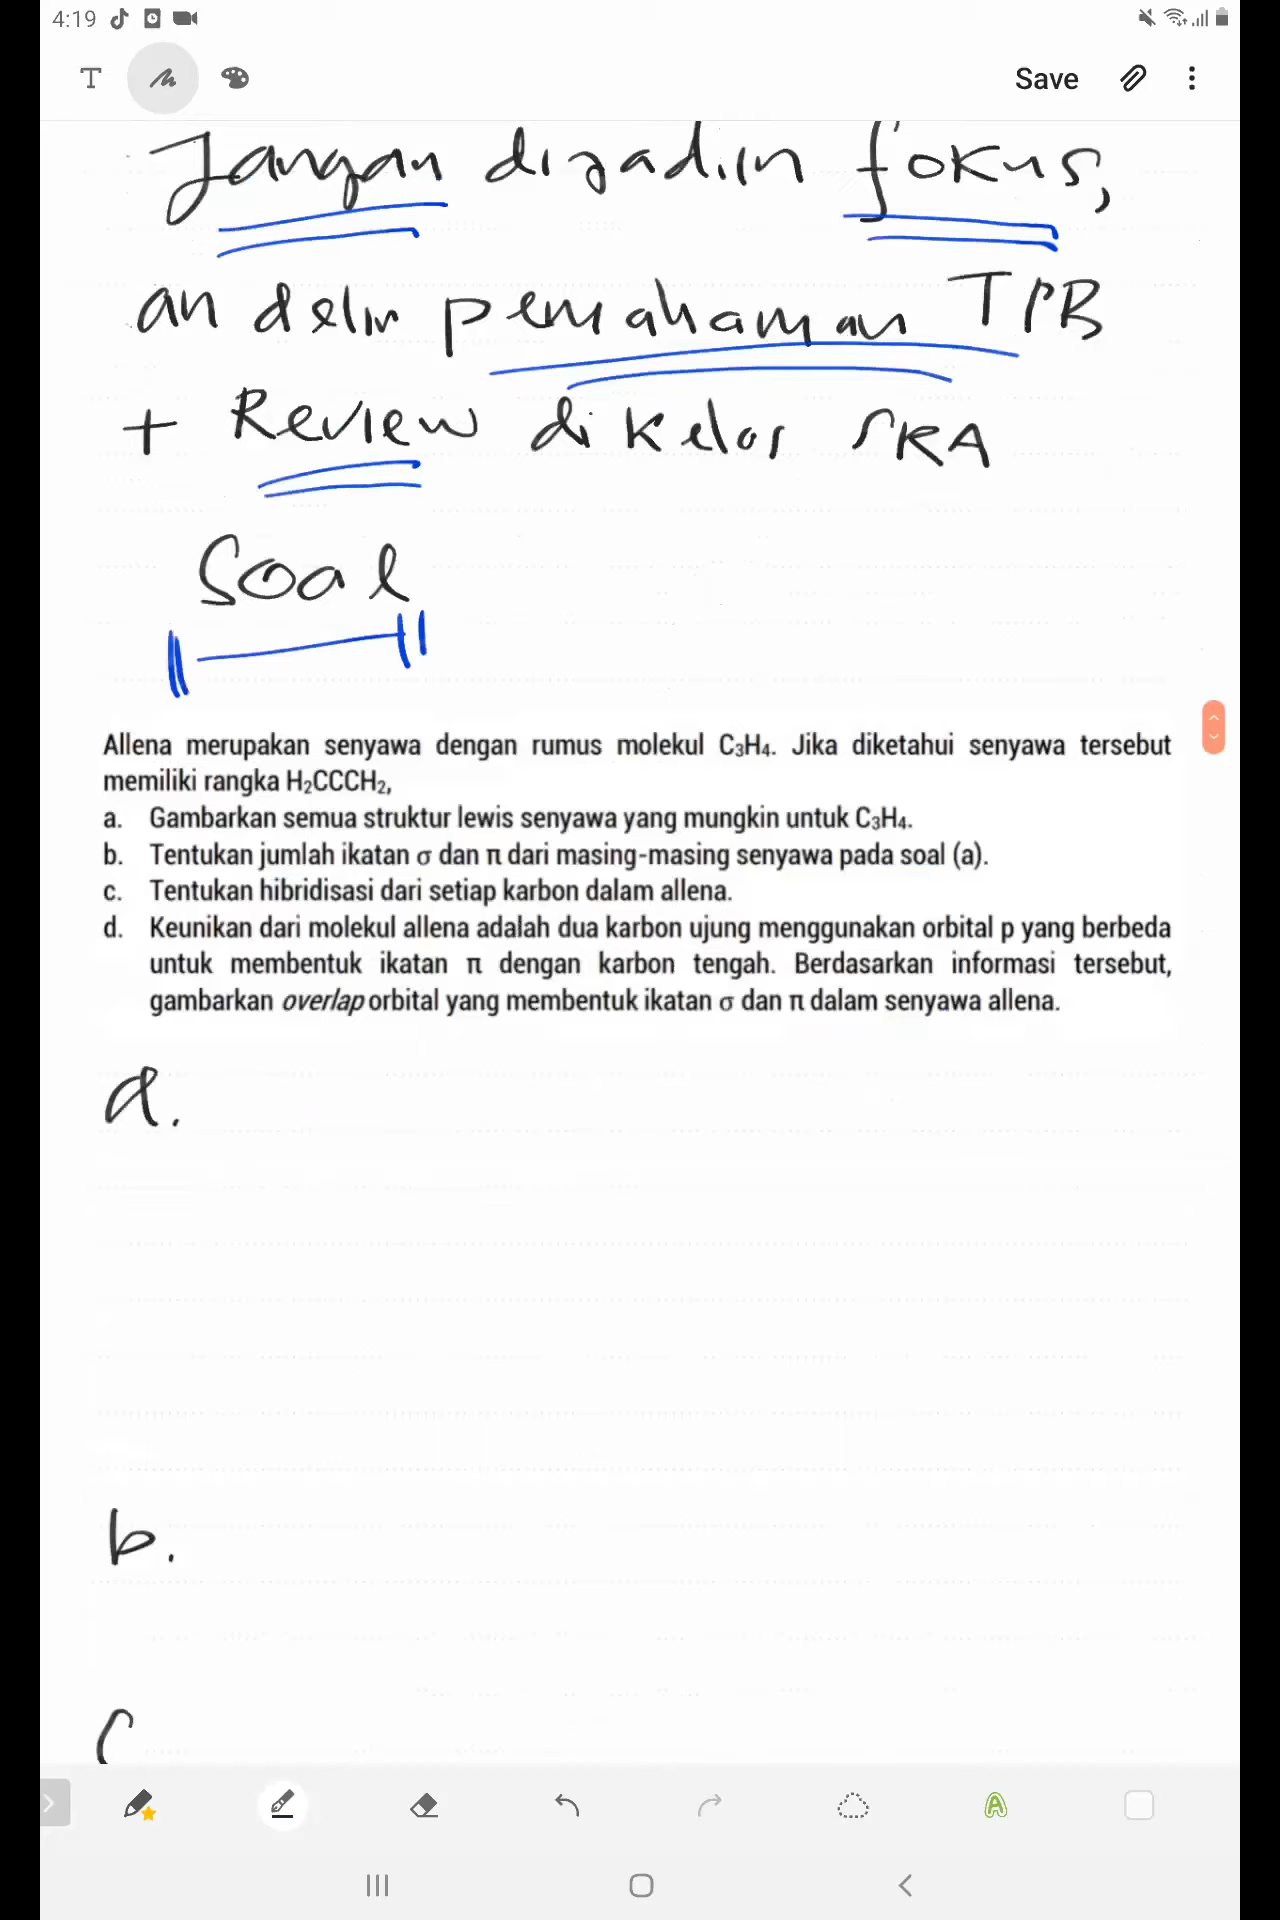 4:19
T
Save
Jangan dijadiin fokus,
andelin pemahaman TPB
+ Review di kelas SRA
Soal
Allena merupakan senyawa dengan rumus molekul C₃H₄. Jika diketahui senyawa tersebut
memiliki rangka H₂CCCH₂,
a. Gambarkan semua struktur lewis senyawa yang mungkin untuk C₃H₄.
b. Tentukan jumlah ikatan σ dan π dari masing-masing senyawa pada soal (a).
c. Tentukan hibridisasi dari setiap karbon dalam allena.
d. Keunikan dari molekul allena adalah dua karbon ujung menggunakan orbital p yang berbeda
untuk membentuk ikatan π dengan karbon tengah. Berdasarkan informasi tersebut,
gambarkan overlap orbital yang membentuk ikatan σ dan π dalam senyawa allena.
a.
b.
c
A